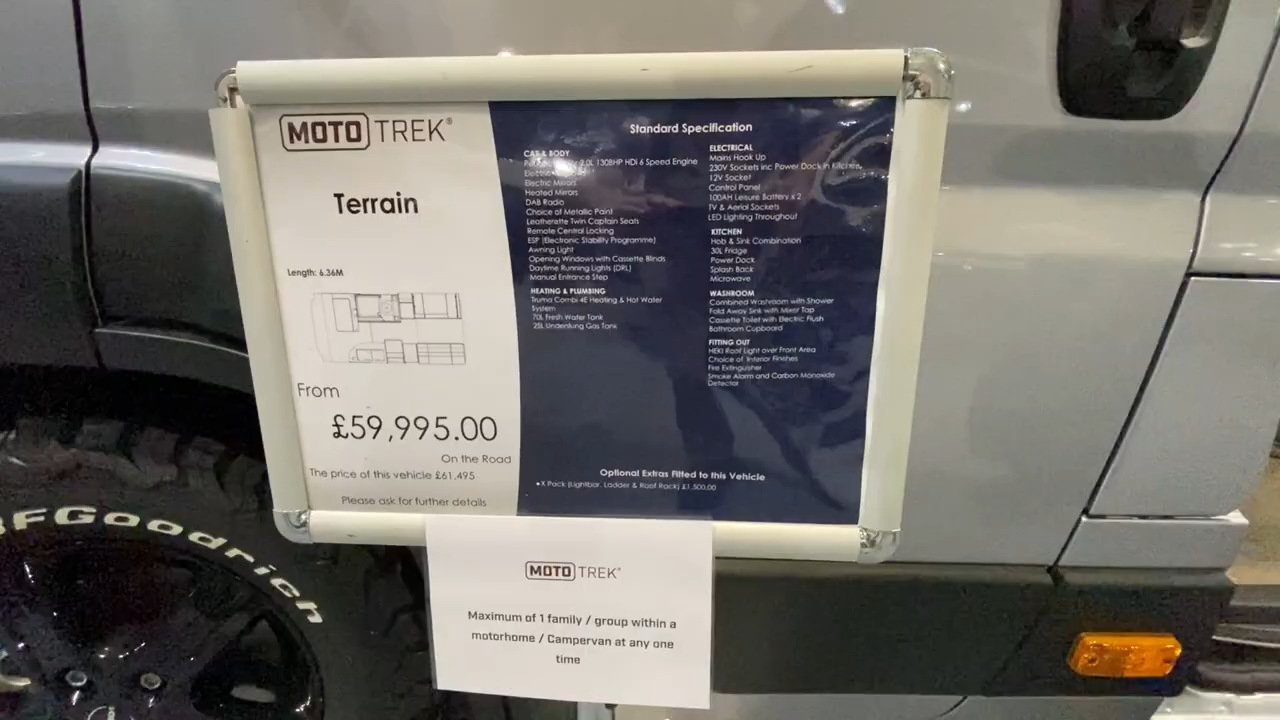 MOTO TREK®
Terrain
Length: 6.36M
From
£59,995.00
On the Road
The price of this vehicle £61,495
Please ask for further details
Standard Specification
CAB & BODY
2.0L 130BHP HDi 6 Speed Engine
Electric
Electric Mirrors
Heated Mirrors
DAB Radio
Choice of Metallic Paint
Leatherette Twin Captain Seats
Remote Central Locking
ESP (Electronic Stability Programme)
Awning Light
Opening Windows with Cassette Blinds
Daytime Running Lights (DRL)
Manual Entrance Step
HEATING & PLUMBING
Truma Combi 4E Heating & Hot Water
System
70L Fresh Water Tank
25L Underslung Gas Tank
ELECTRICAL
Mains Hook Up
230V Sockets inc Power Dock in Kitchen
12V Socket
Control Panel
100AH Leisure Battery x 2
TV & Aerial Sockets
LED Lighting Throughout
KITCHEN
Hob & Sink Combination
30L Fridge
Power Dock
Splash Back
Microwave
WASHROOM
Combined Washroom with Shower
Fold Away Sink with Mixer Tap
Cassette Toilet with Electric Flush
Bathroom Cupboard
FITTING OUT
HEKI Roof Light over Front Area
Choice of Interior Finishes
Fire Extinguisher
Smoke Alarm and Carbon Monoxide
Detector
Optional Extras Fitted to this Vehicle
•X Pack (Lightbar, Ladder & Roof Rack) £1,500.00
MOTO TREK®
Maximum of 1 family / group within a
motorhome / Campervan at any one
time
BFGoodrich